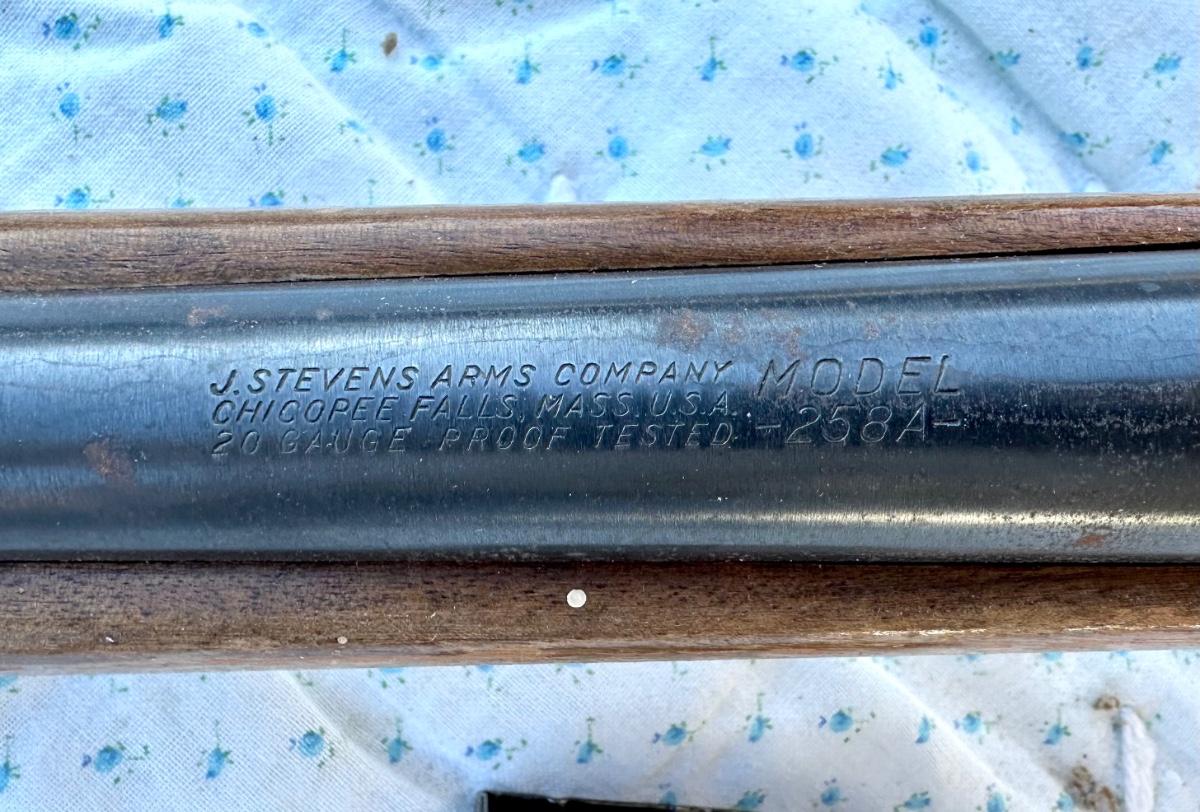 J. STEVENS ARMS COMPANY
CHICOPEE FALLS, MASS. U.S.A.
20 GAUGE PROOF TESTED
MODEL
-258A-